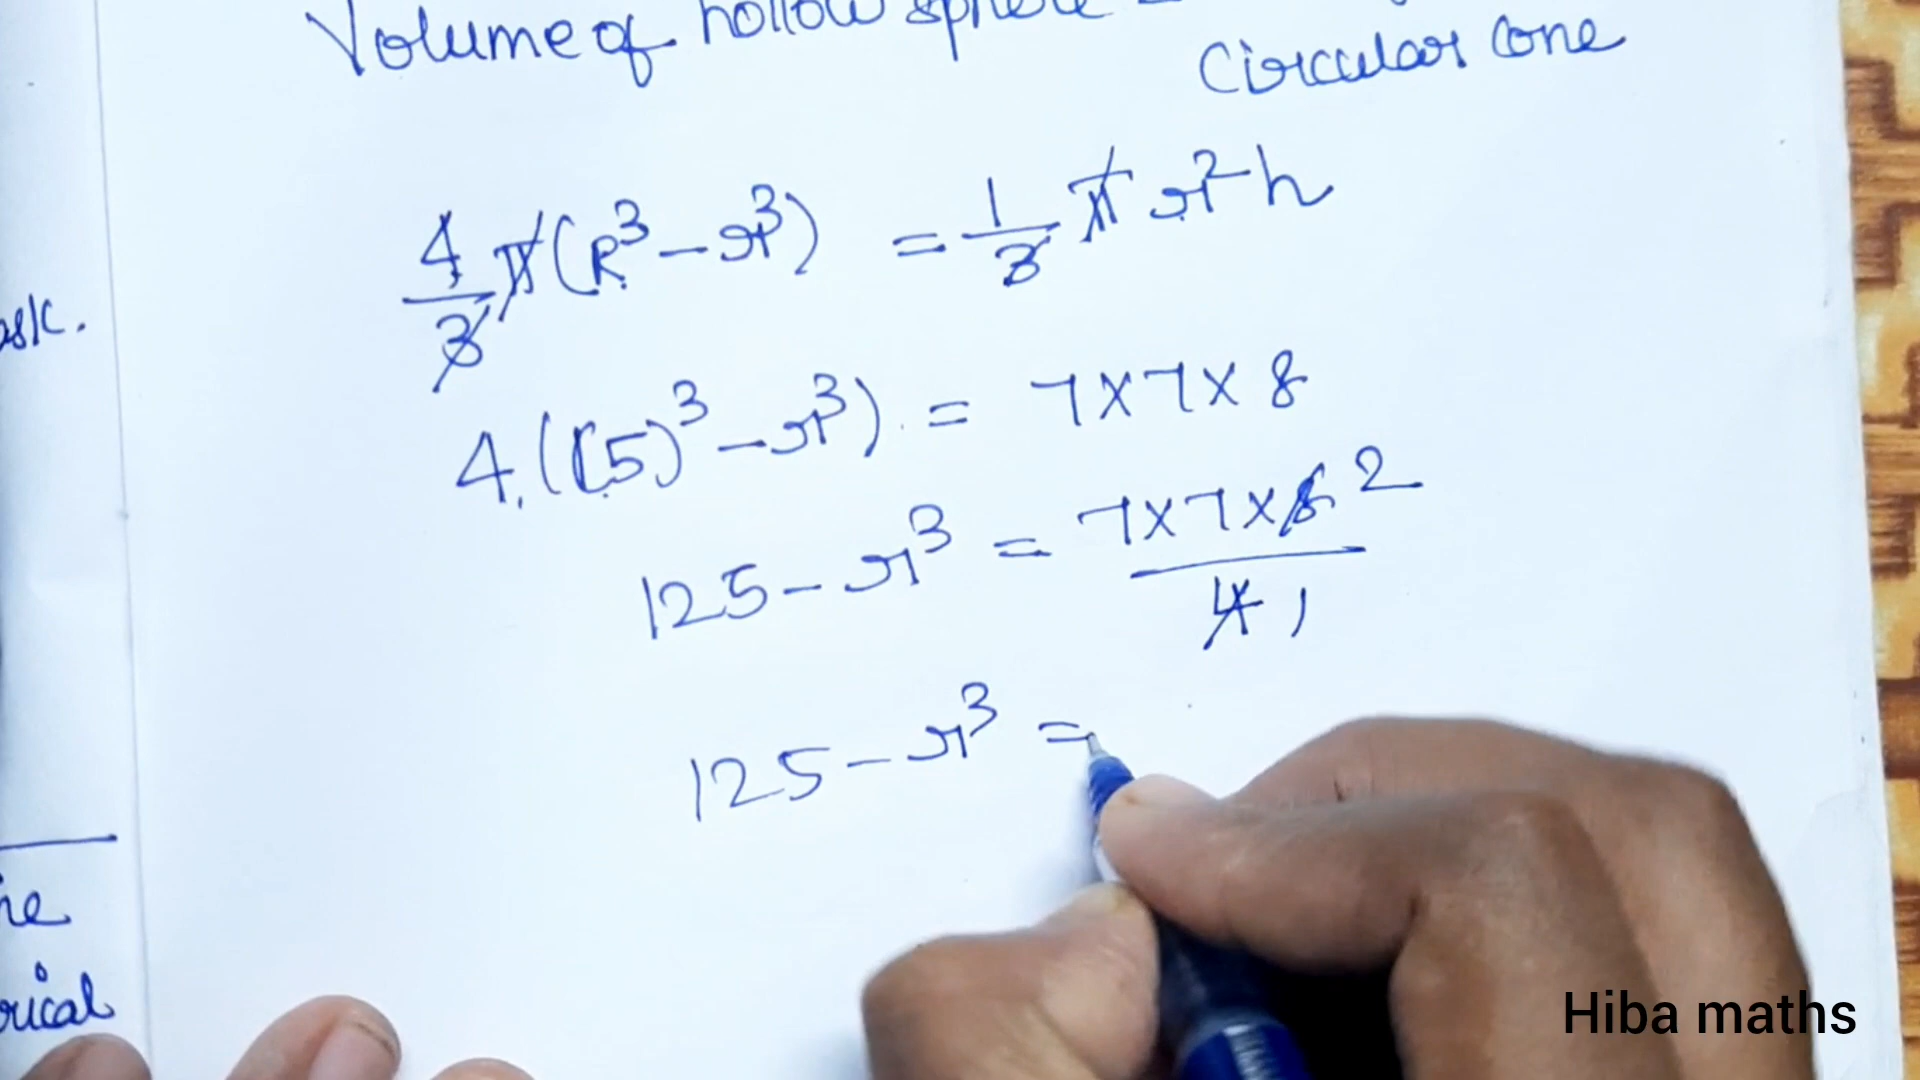 Volume of hollow sphere
Circular Cone
4/3 π (R³ - r³) = 1/3 π r² h
4 ((5)³ - r³) = 7 × 7 × 8
125 - r³ = 7 × 7 × 8 2 / 4 1
125 - r³ =
Hiba maths